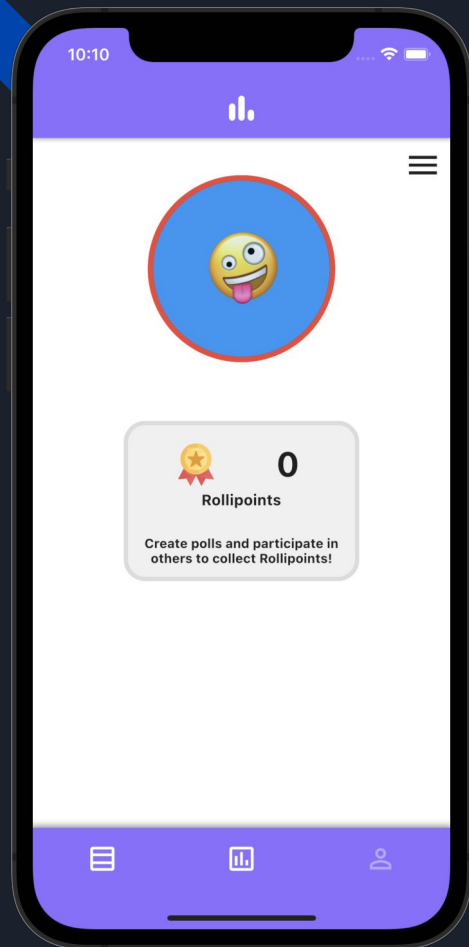 10:10
0
Rollipoints
Create polls and participate in
others to collect Rollipoints!